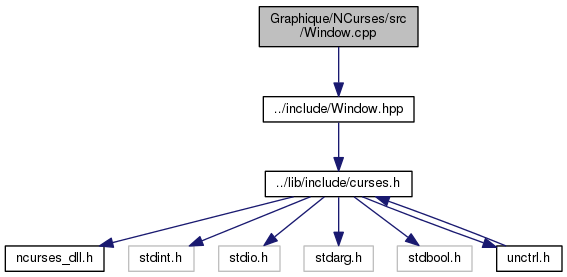 Graphique/NCurses/src
/Window.cpp
../include/Window.hpp
../lib/include/curses.h
ncurses_dll.h
stdint.h
stdio.h
stdarg.h
stdbool.h
unctrl.h